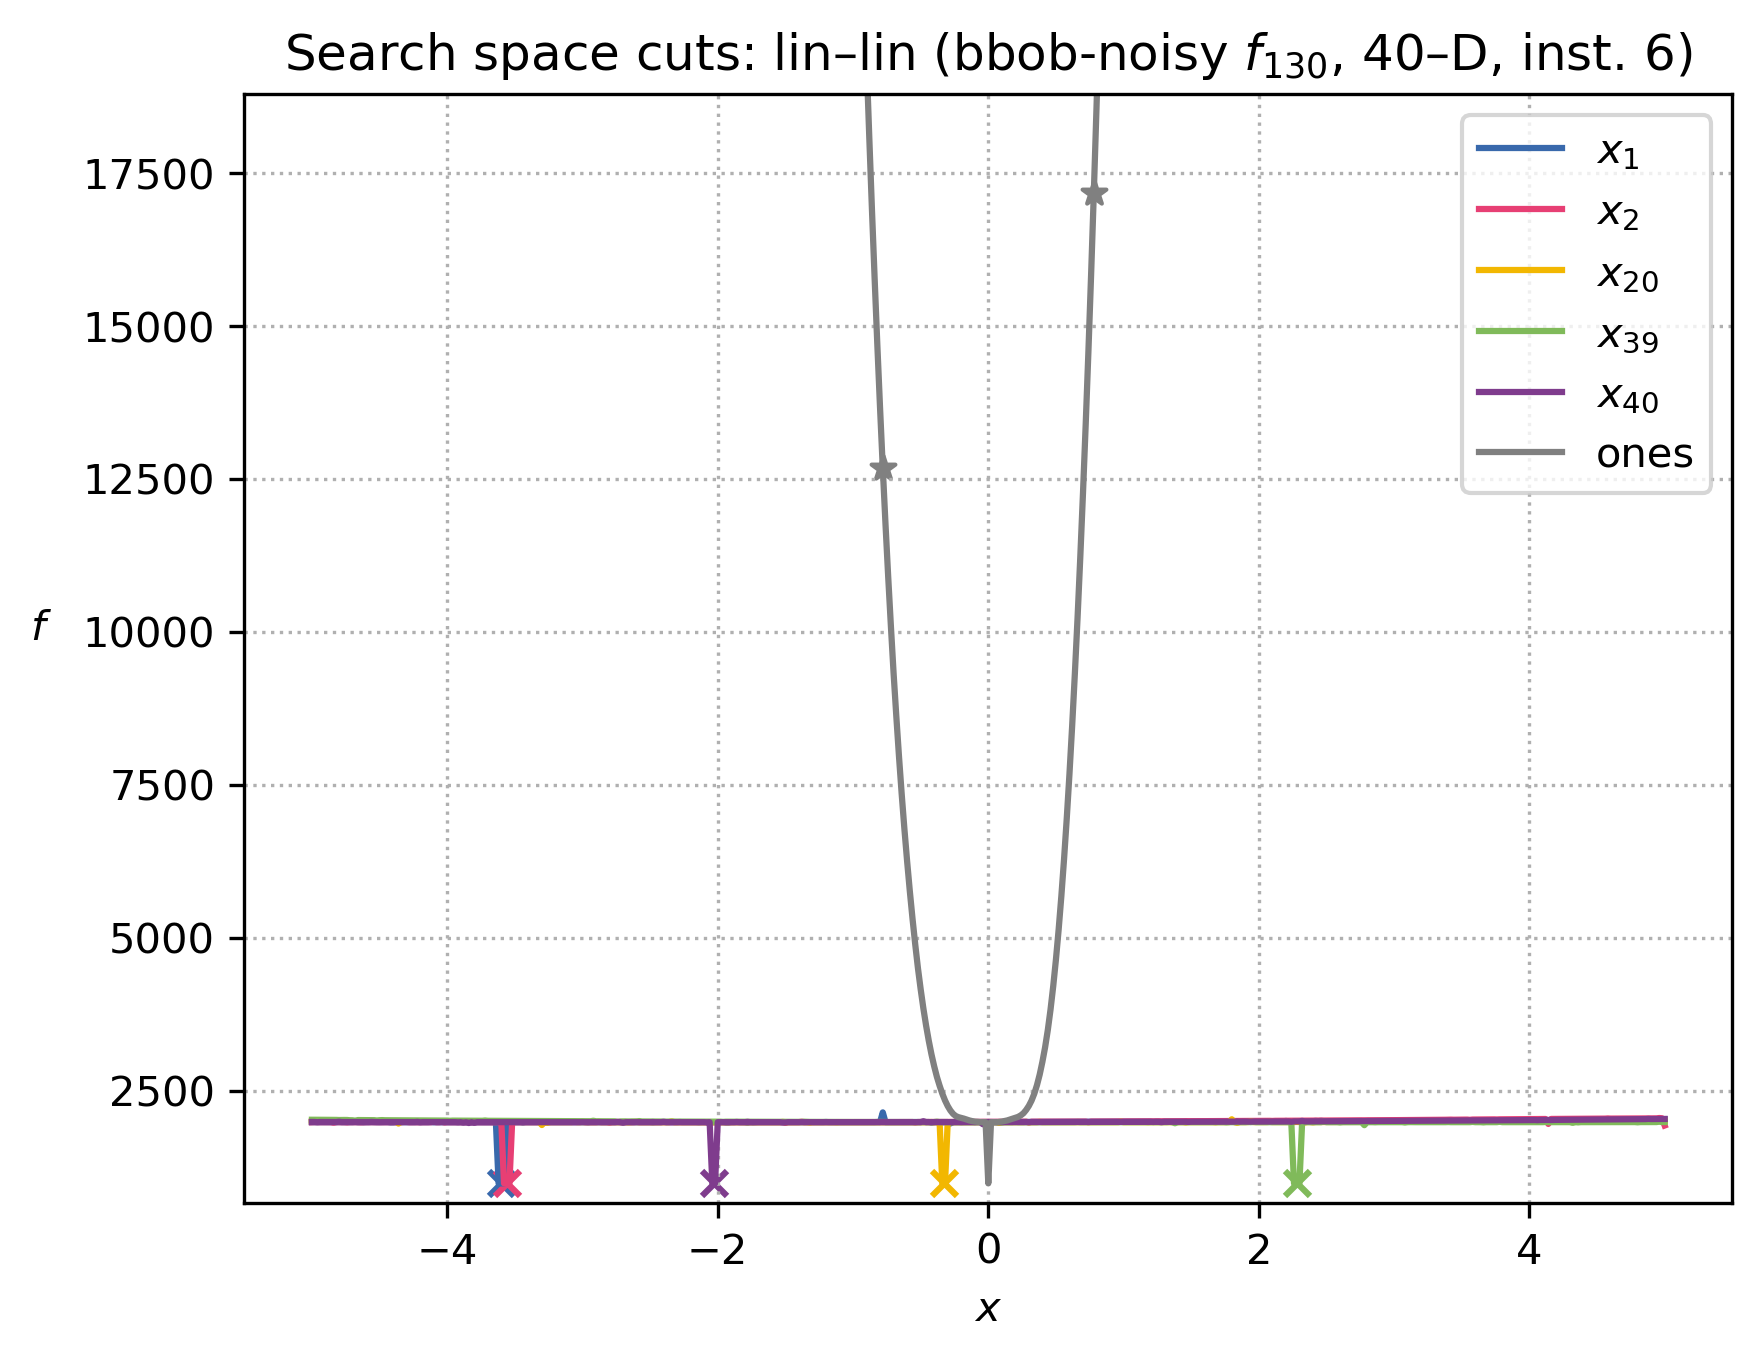 Search space cuts: lin–lin (bbob-noisy f130, 40–D, inst. 6)
17500
15000
12500
10000
7500
5000
2500
f
−4
−2
0
2
4
x
x1
x2
x20
x39
x40
ones